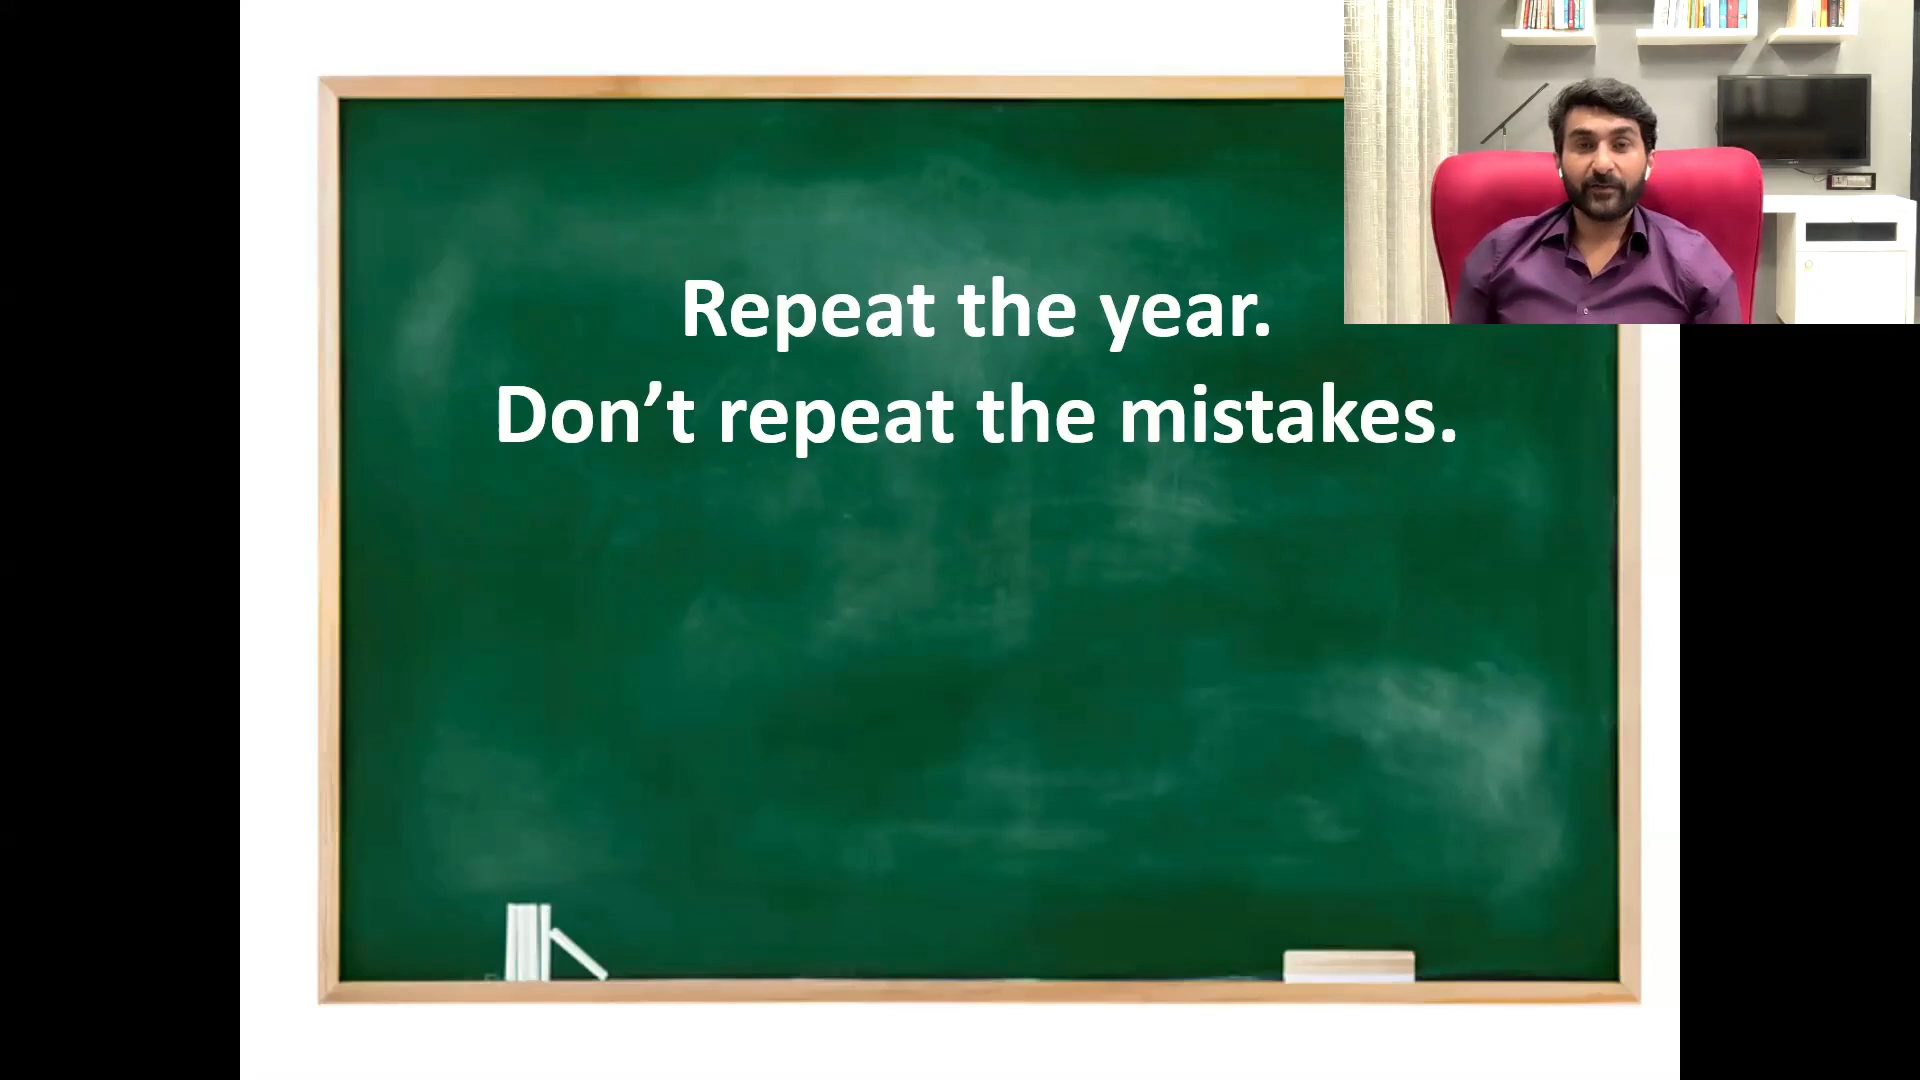 Repeat the year.
Don’t repeat the mistakes.